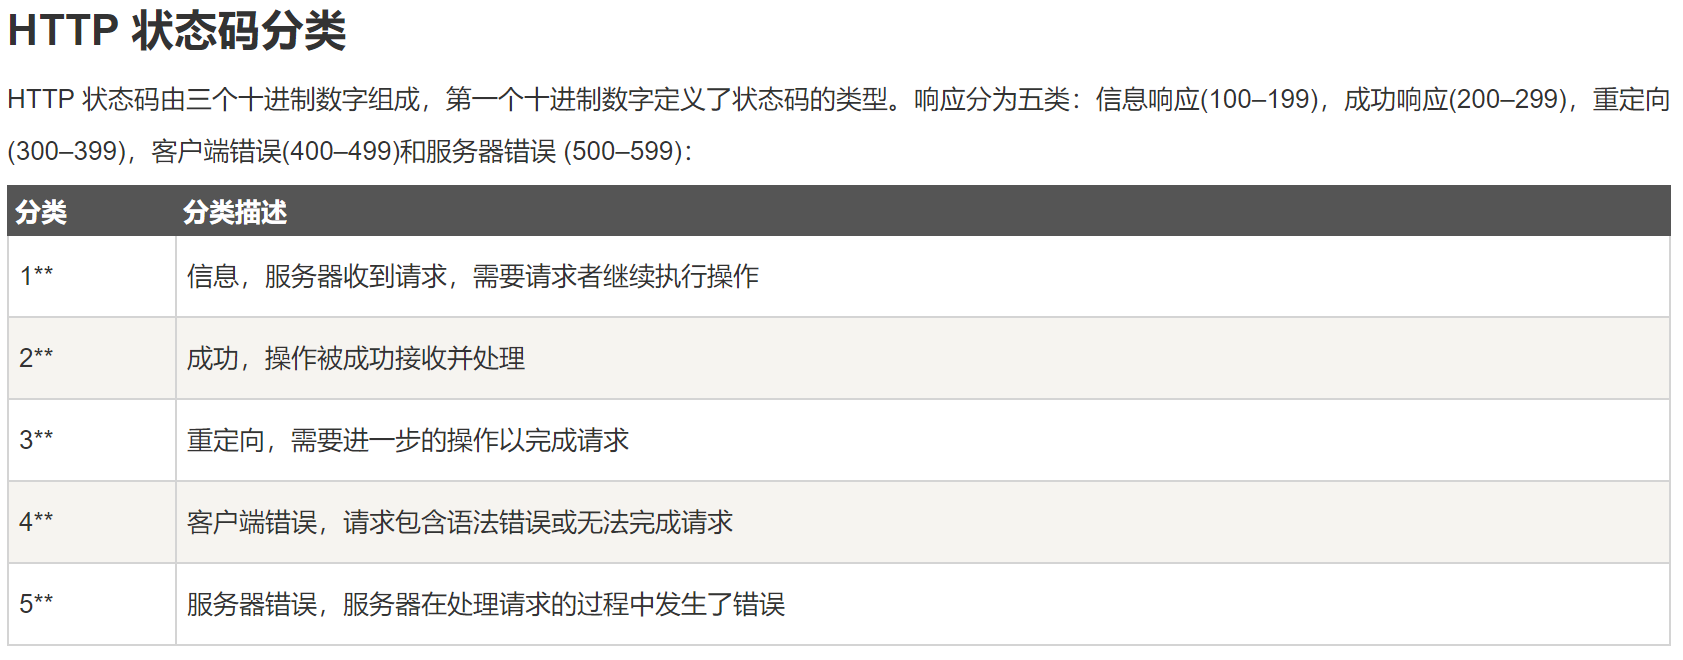 HTTP 状态码分类
HTTP 状态码由三个十进制数字组成，第一个十进制数字定义了状态码的类型。响应分为五类：信息响应(100–199)，成功响应(200–299)，重定向
(300–399)，客户端错误(400–499)和服务器错误 (500–599)：
分类 分类描述
1** 信息，服务器收到请求，需要请求者继续执行操作
2** 成功，操作被成功接收并处理
3** 重定向，需要进一步的操作以完成请求
4** 客户端错误，请求包含语法错误或无法完成请求
5** 服务器错误，服务器在处理请求的过程中发生了错误